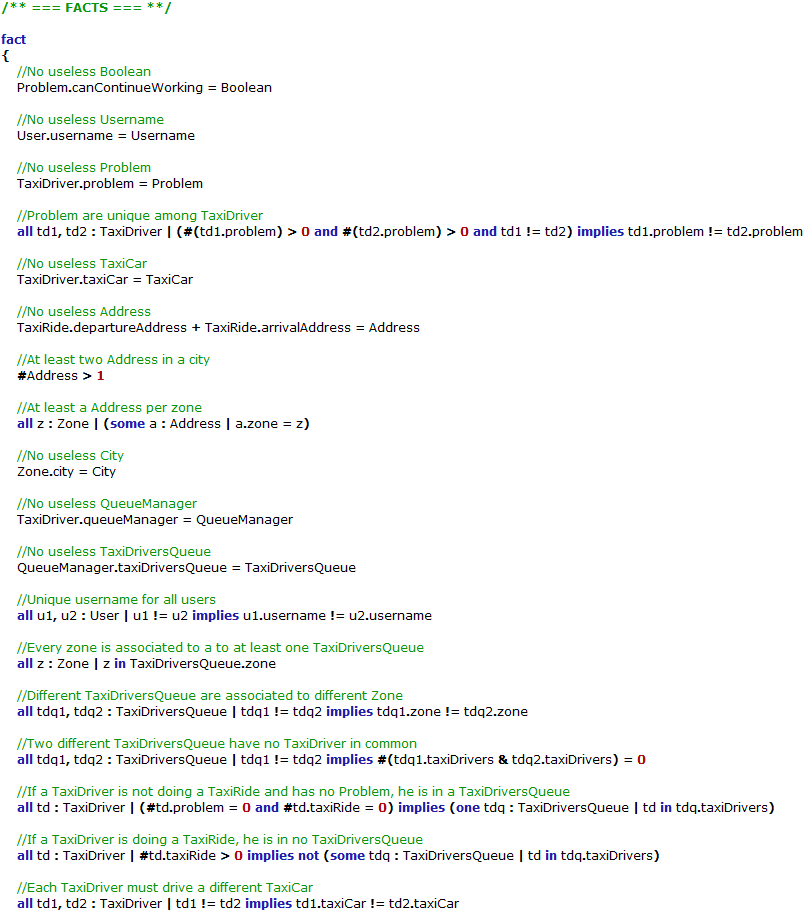 /** === FACTS === **/
fact
{
//No useless Boolean
Problem.canContinueWorking = Boolean
//No useless Username
User.username = Username
//No useless Problem
TaxiDriver.problem = Problem
//Problem are unique among TaxiDriver
all td1, td2 : TaxiDriver | (#(td1.problem) > 0 and #(td2.problem) > 0 and td1 != td2) implies td1.problem != td2.problem
//No useless TaxiCar
TaxiDriver.taxiCar = TaxiCar
//No useless Address
TaxiRide.departureAddress + TaxiRide.arrivalAddress = Address
//At least two Address in a city
#Address > 1
//At least a Address per zone
all z : Zone | (some a : Address | a.zone = z)
//No useless City
Zone.city = City
//No useless QueueManager
TaxiDriver.queueManager = QueueManager
//No useless TaxiDriversQueue
QueueManager.taxiDriversQueue = TaxiDriversQueue
//Unique username for all users
all u1, u2 : User | u1 != u2 implies u1.username != u2.username
//Every zone is associated to a to at least one TaxiDriversQueue
all z : Zone | z in TaxiDriversQueue.zone
//Different TaxiDriversQueue are associated to different Zone
all tdq1, tdq2 : TaxiDriversQueue | tdq1 != tdq2 implies tdq1.zone != tdq2.zone
//Two different TaxiDriversQueue have no TaxiDriver in common
all tdq1, tdq2 : TaxiDriversQueue | tdq1 != tdq2 implies #(tdq1.taxiDrivers & tdq2.taxiDrivers) = 0
//If a TaxiDriver is not doing a TaxiRide and has no Problem, he is in a TaxiDriversQueue
all td : TaxiDriver | (#td.problem = 0 and #td.taxiRide = 0) implies (one tdq : TaxiDriversQueue | td in tdq.taxiDrivers)
//If a TaxiDriver is doing a TaxiRide, he is in no TaxiDriversQueue
all td : TaxiDriver | #td.taxiRide > 0 implies not (some tdq : TaxiDriversQueue | td in tdq.taxiDrivers)
//Each TaxiDriver must drive a different TaxiCar
all td1, td2 : TaxiDriver | td1 != td2 implies td1.taxiCar != td2.taxiCar